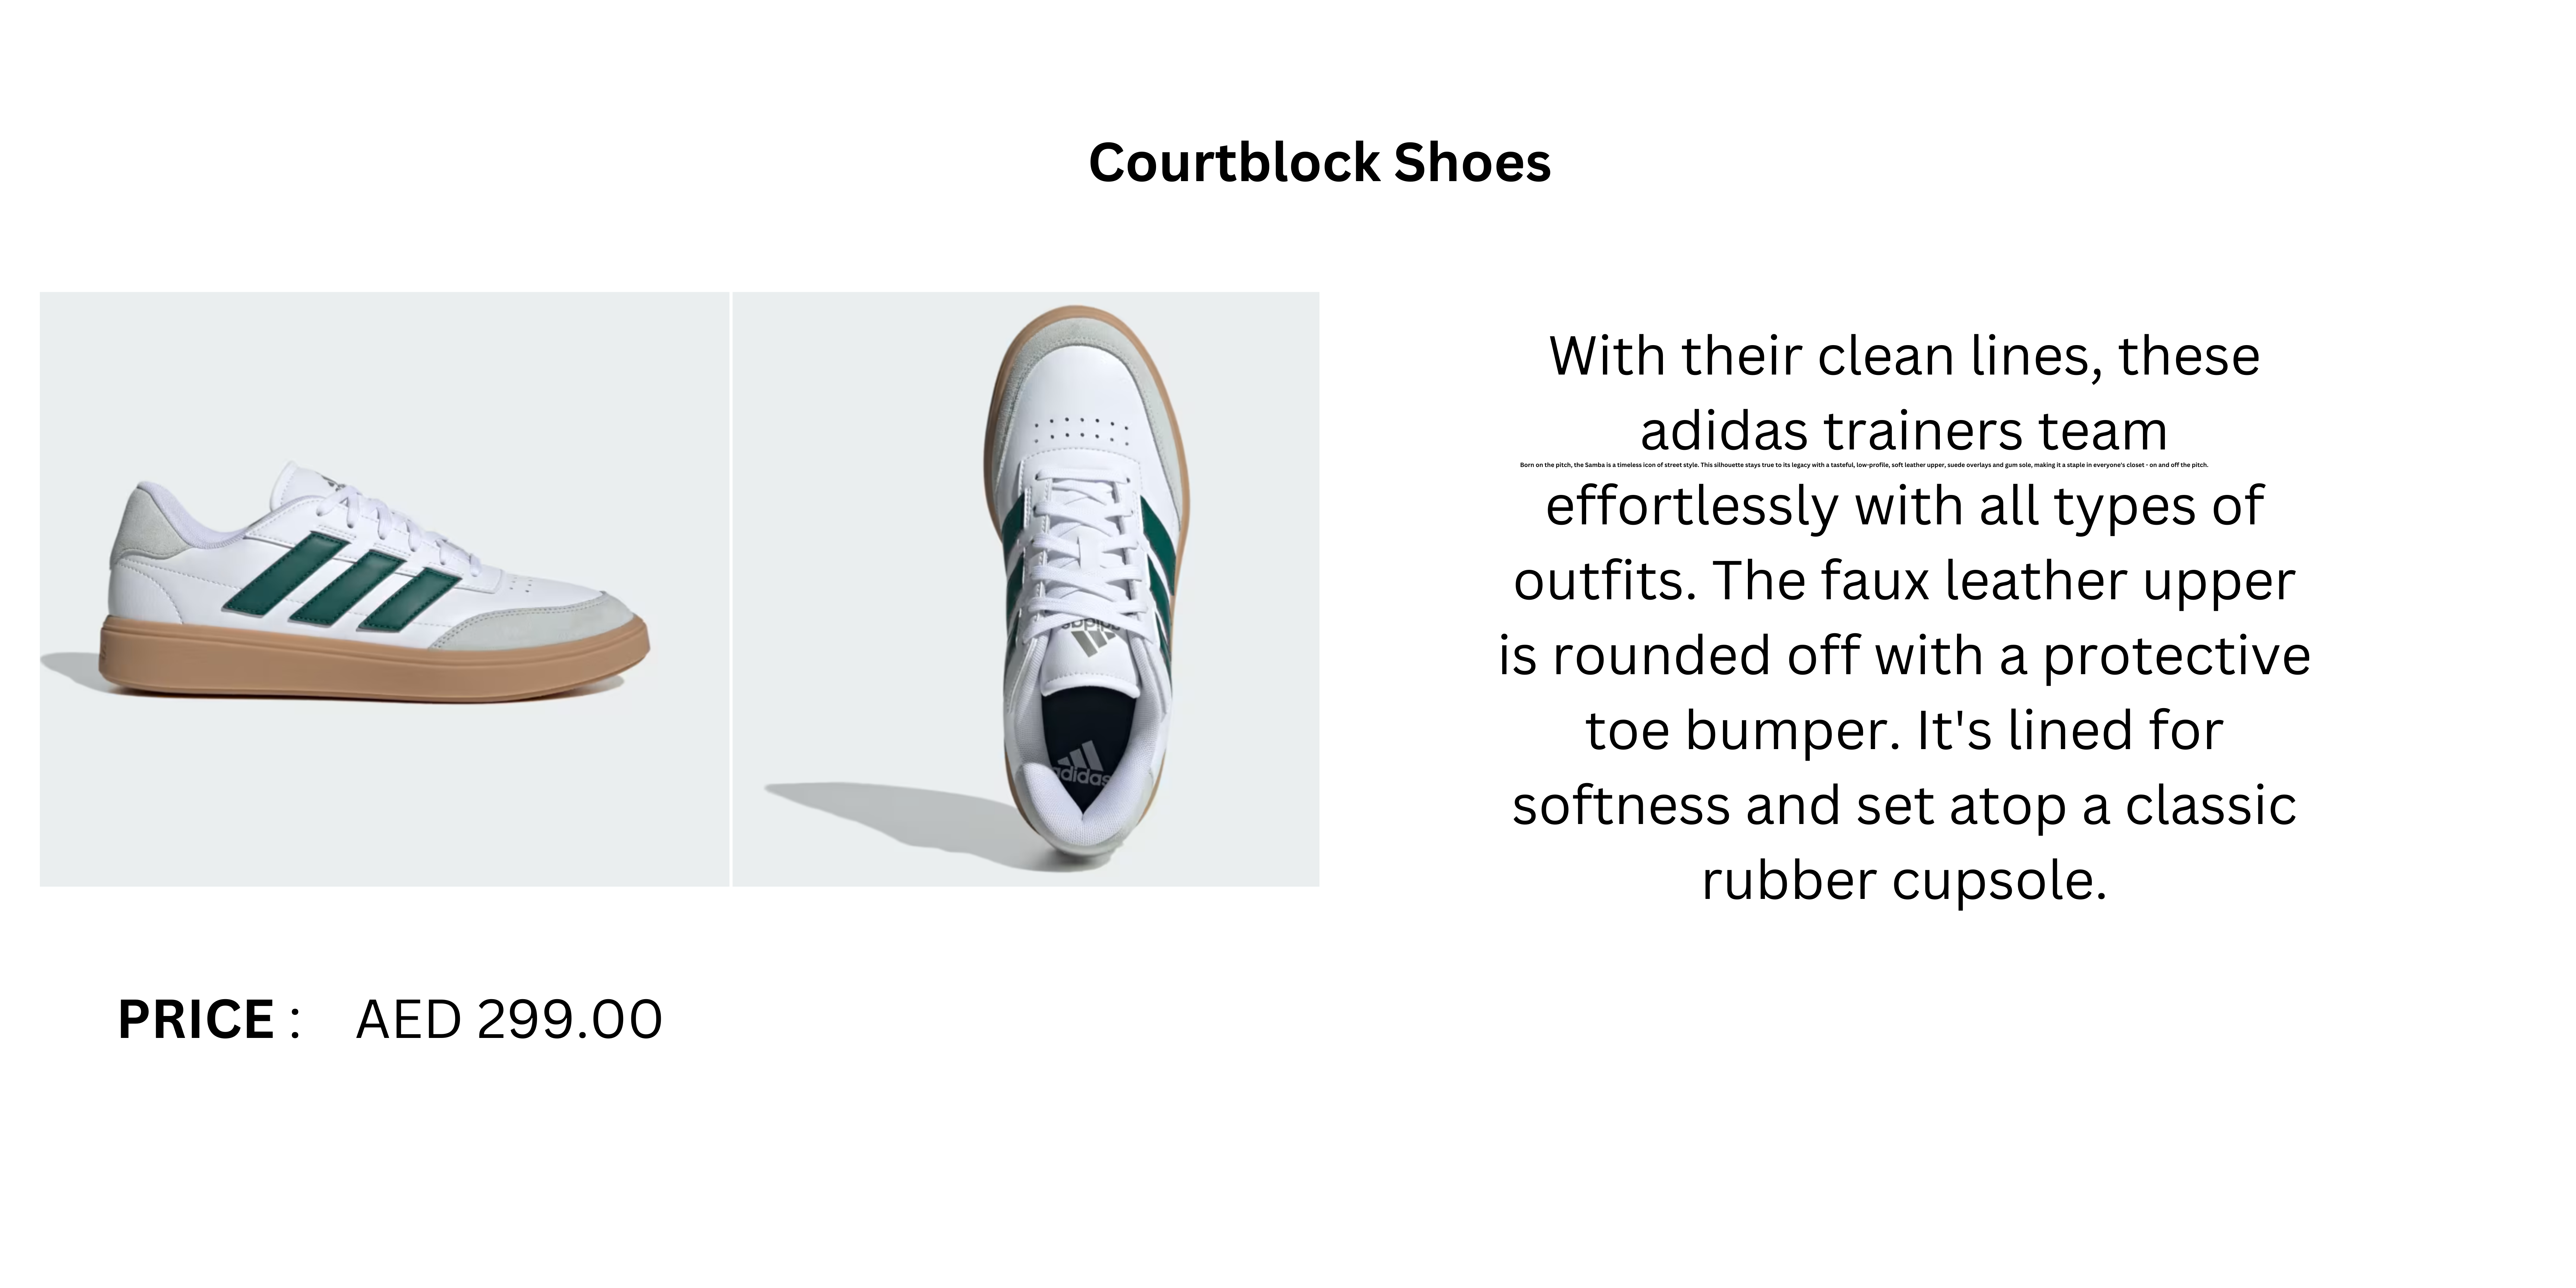 Courtblock Shoes
With their clean lines, these
adidas trainers team
Born on the pitch, the Samba is a timeless icon of street style. This silhouette stays true to its legacy with a tasteful, low-profile, soft leather upper, suede overlays and gum sole, making it a staple in everyone's closet - on and off the pitch.
effortlessly with all types of
outfits. The faux leather upper
is rounded off with a protective
toe bumper. It's lined for
softness and set atop a classic
rubber cupsole.
adidas
adidas
PRICE : AED 299.00